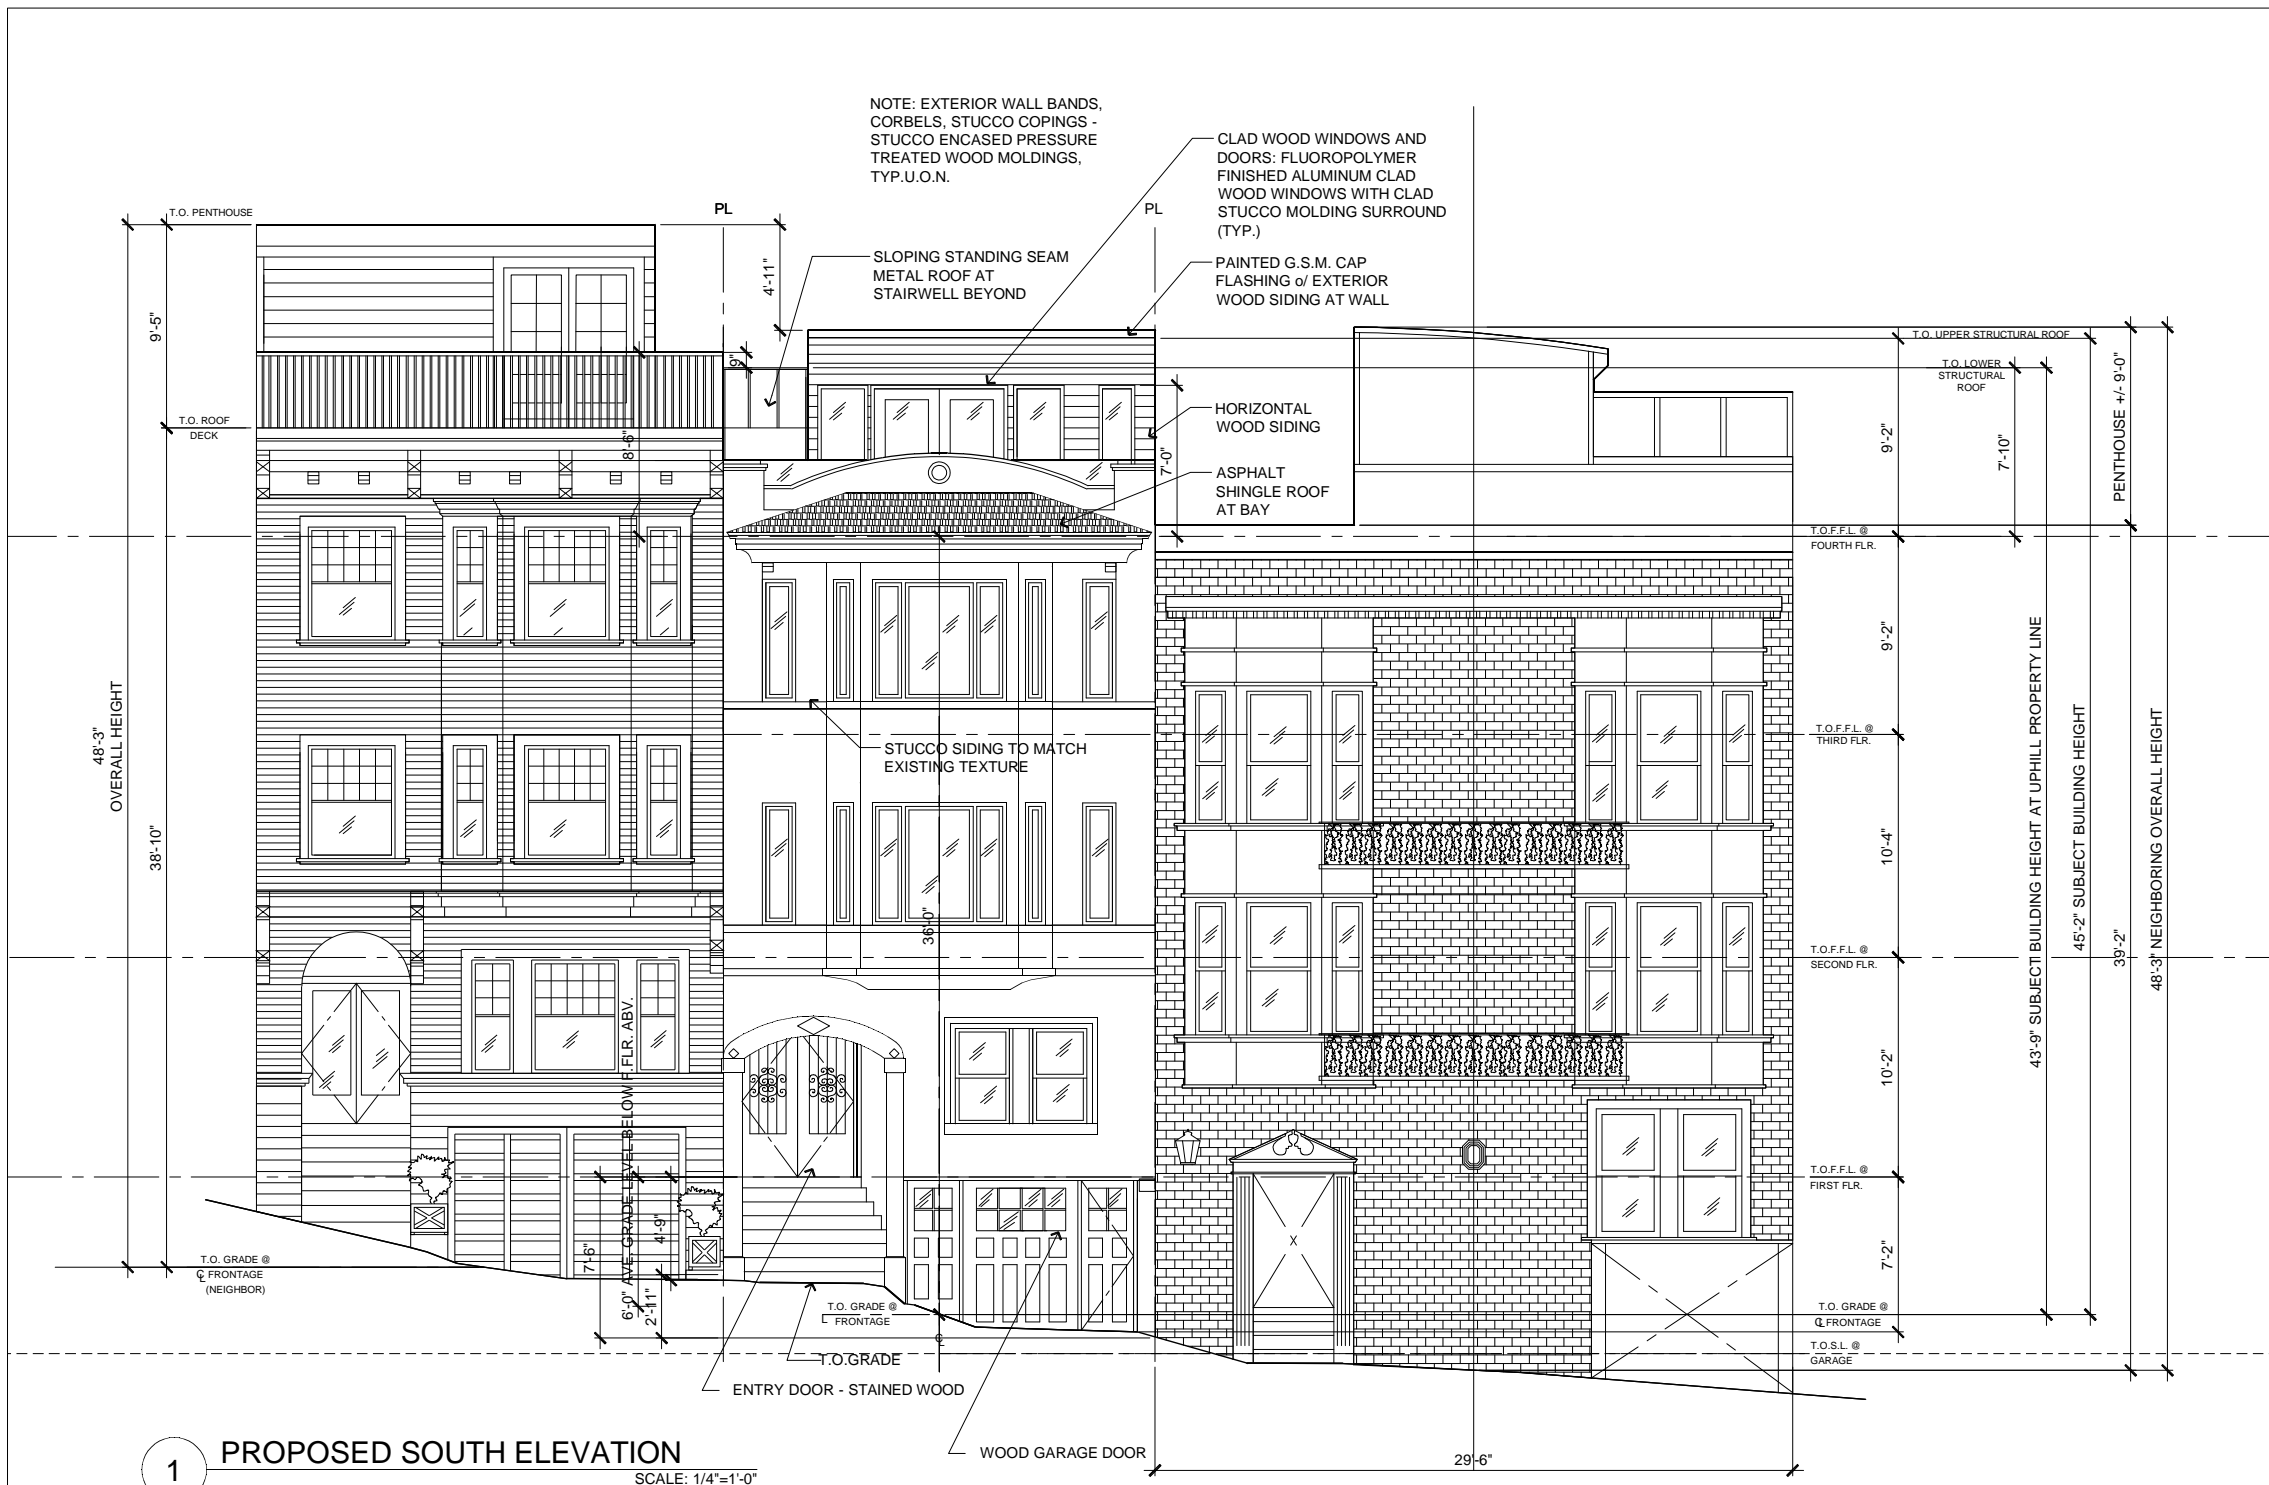 NOTE: EXTERIOR WALL BANDS,
CORBELS, STUCCO COPINGS -
STUCCO ENCASED PRESSURE
TREATED WOOD MOLDINGS,
TYP.U.O.N.
CLAD WOOD WINDOWS AND
DOORS: FLUOROPOLYMER
FINISHED ALUMINUM CLAD
WOOD WINDOWS WITH CLAD
STUCCO MOLDING SURROUND
(TYP.)
T.O. PENTHOUSE
PL
PL
SLOPING STANDING SEAM
METAL ROOF AT
STAIRWELL BEYOND
PAINTED G.S.M. CAP
FLASHING o/ EXTERIOR
WOOD SIDING AT WALL
4'-11"
9'-5"
9"
T.O. UPPER STRUCTURAL ROOF
T.O. LOWER
STRUCTURAL
ROOF
T.O. ROOF
DECK
8'-6"
HORIZONTAL
WOOD SIDING
7'-0"
9'-2"
7'-10"
PENTHOUSE +/- 9'-0"
ASPHALT
SHINGLE ROOF
AT BAY
T.O.F.F.L. @
FOURTH FLR.
9'-2"
48'-3"
OVERALL HEIGHT
38'-10"
STUCCO SIDING TO MATCH
EXISTING TEXTURE
T.O.F.F.L. @
THIRD FLR.
10'-4"
36'-0"
T.O.F.F.L. @
SECOND FLR.
43'-9" SUBJECT BUILDING HEIGHT AT UPHILL PROPERTY LINE
45'-2" SUBJECT BUILDING HEIGHT
39'-2"
48'-3" NEIGHBORING OVERALL HEIGHT
10'-2"
6'-0" AVE. GRADE LEVEL BELOW F.FLR. ABV.
T.O.F.F.L. @
FIRST FLR.
7'-6"
4'-9"
2'-11"
7'-2"
X
T.O. GRADE @
℄ FRONTAGE
(NEIGHBOR)
T.O. GRADE @
FRONTAGE
℄
T.O. GRADE @
℄ FRONTAGE
T.O.S.L. @
GARAGE
T.O.GRADE
ENTRY DOOR - STAINED WOOD
WOOD GARAGE DOOR
29'-6"
1
PROPOSED SOUTH ELEVATION
SCALE: 1/4"=1'-0"